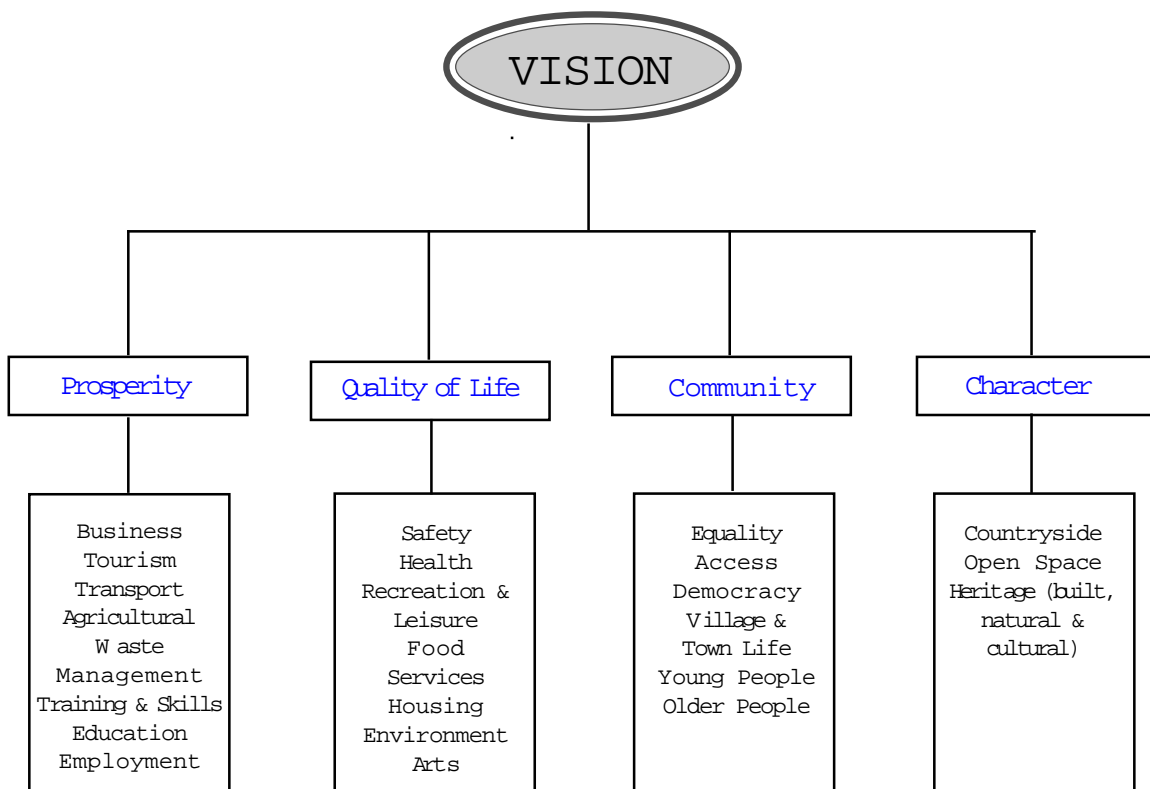 VISION
Prosperity
Quality of Life
Community
Character
Business
Tourism
Transport
Agricultural
Waste
Management
Training & Skills
Education
Employment
Safety
Health
Recreation &
Leisure
Food
Services
Housing
Environment
Arts
Equality
Access
Democracy
Village &
Town Life
Young People
Older People
Countryside
Open Space
Heritage (built,
natural &
cultural)